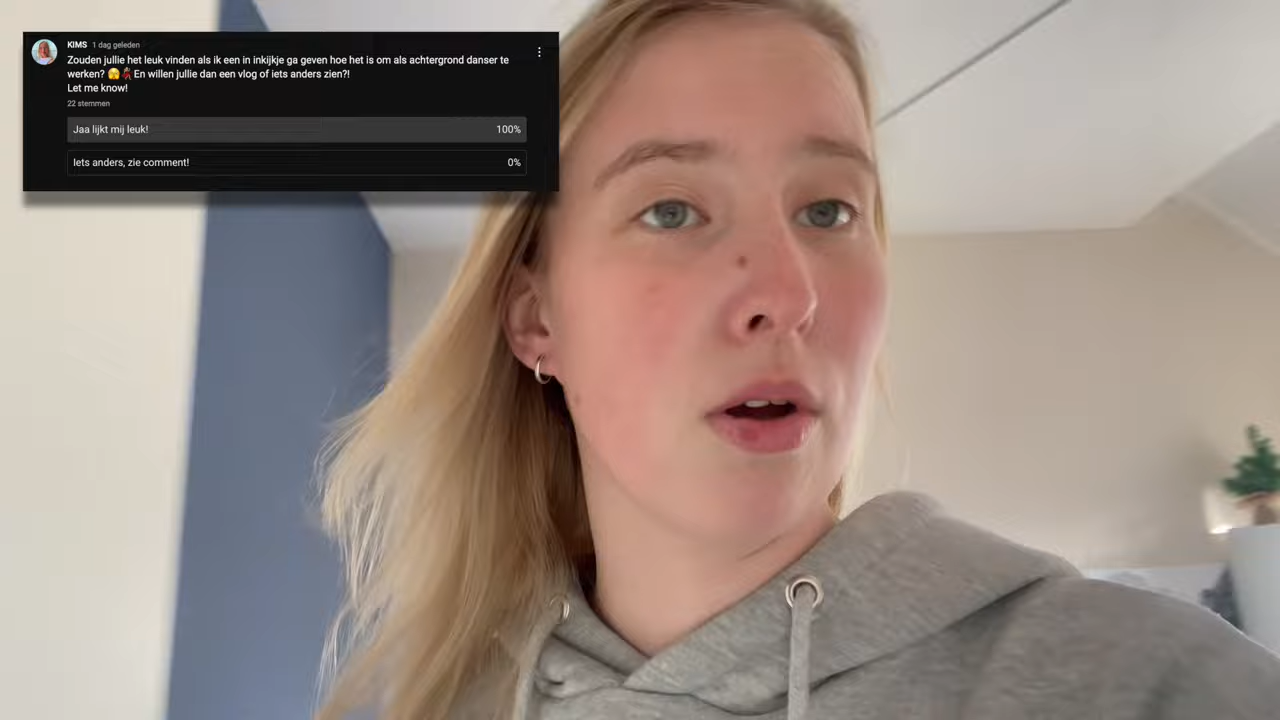 KIMS 1 dag geleden
Zouden jullie het leuk vinden als ik een in inkijkje ga geven hoe het is om als achtergrond danser te
werken? 🫣💃🏾En willen jullie dan een vlog of iets anders zien?!
Let me know!
22 stemmen
Jaa lijkt mij leuk! 100%
Iets anders, zie comment! 0%